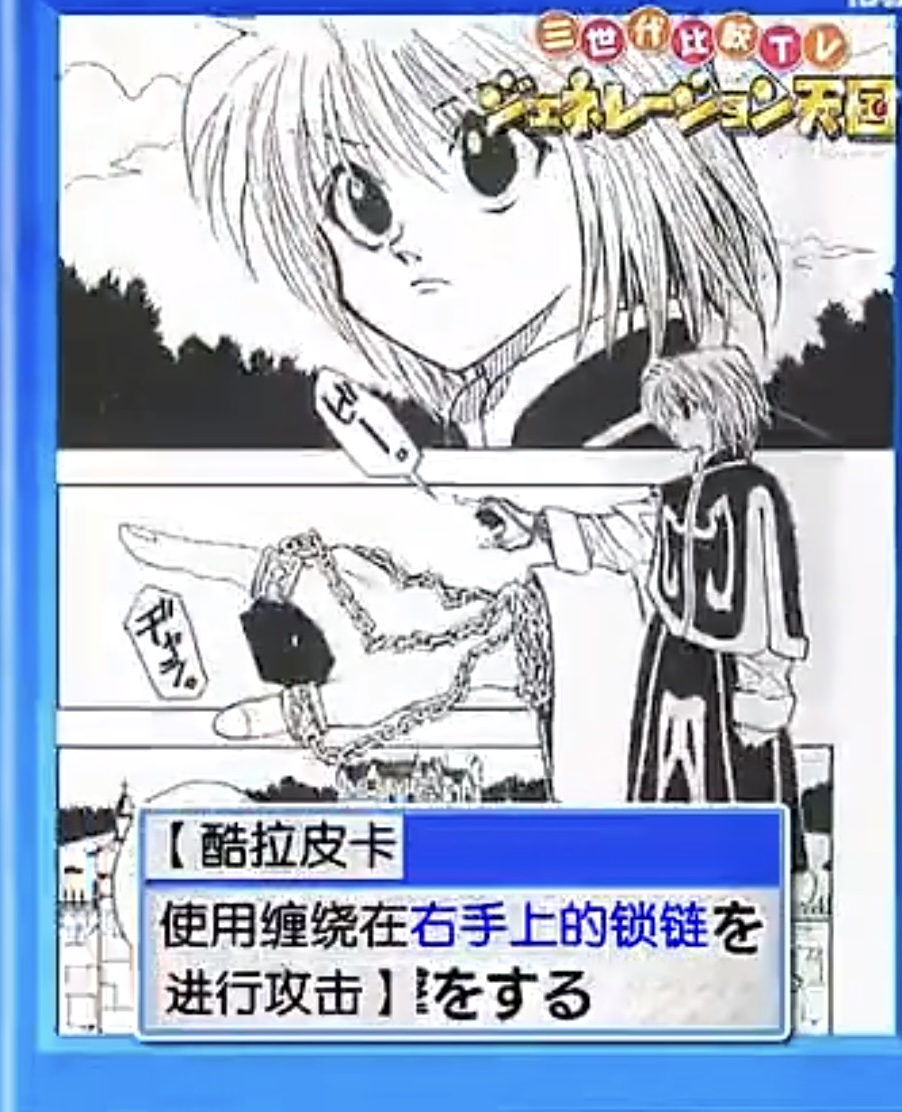 三世代比較TV
ジェネレーション天国
ピー。
ギャラ。
【酷拉皮卡
使用缠绕在右手上的锁链を
进行攻击】をする